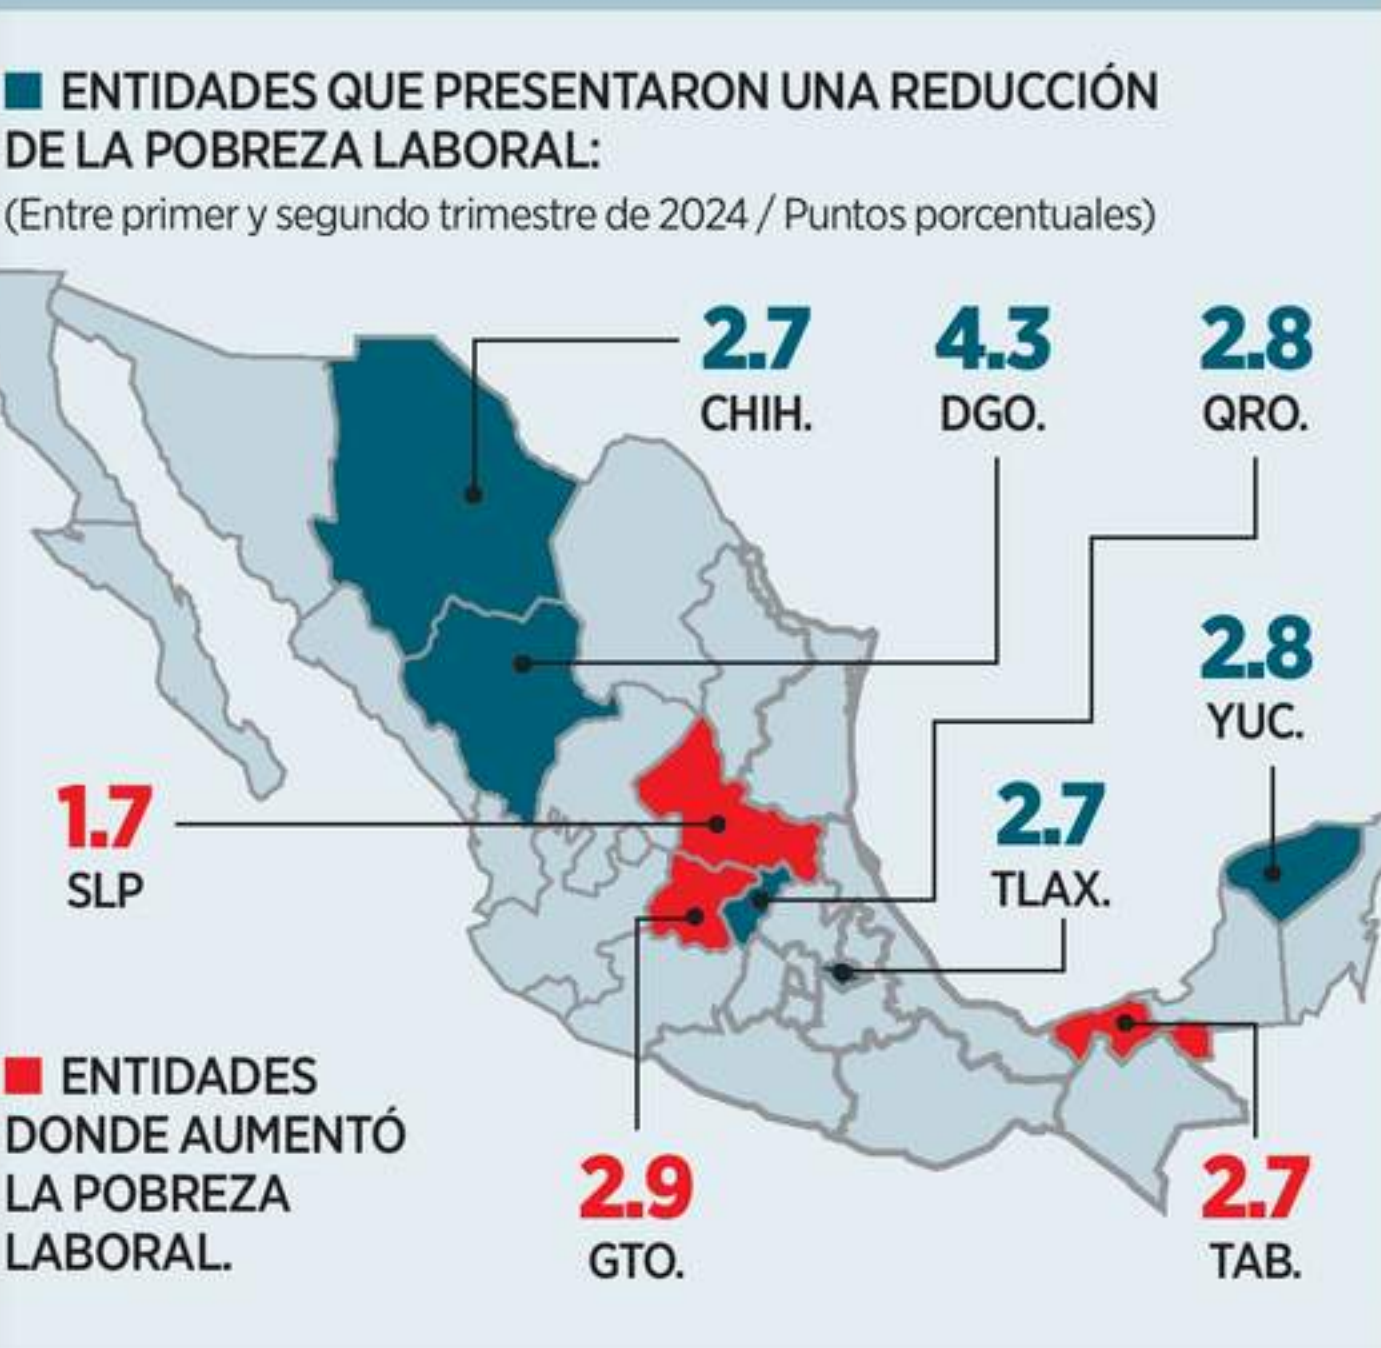 ENTIDADES QUE PRESENTARON UNA REDUCCIÓN
DE LA POBREZA LABORAL:
(Entre primer y segundo trimestre de 2024 / Puntos porcentuales)
2.7
CHIH.
4.3
DGO.
2.8
QRO.
2.8
YUC.
2.7
TLAX.
1.7
SLP
ENTIDADES
DONDE AUMENTÓ
LA POBREZA
LABORAL.
2.9
GTO.
2.7
TAB.